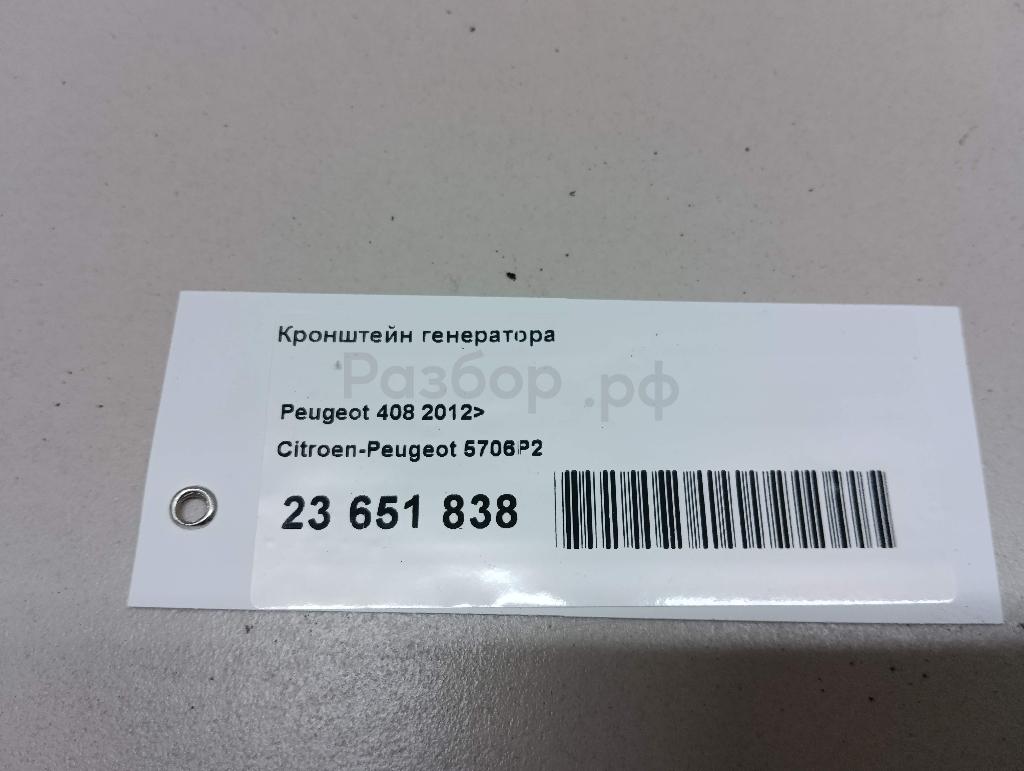 Кронштейн генератора
Разбор.рф
Peugeot 408 2012>
Citroen-Peugeot 5706P2
23 651 838